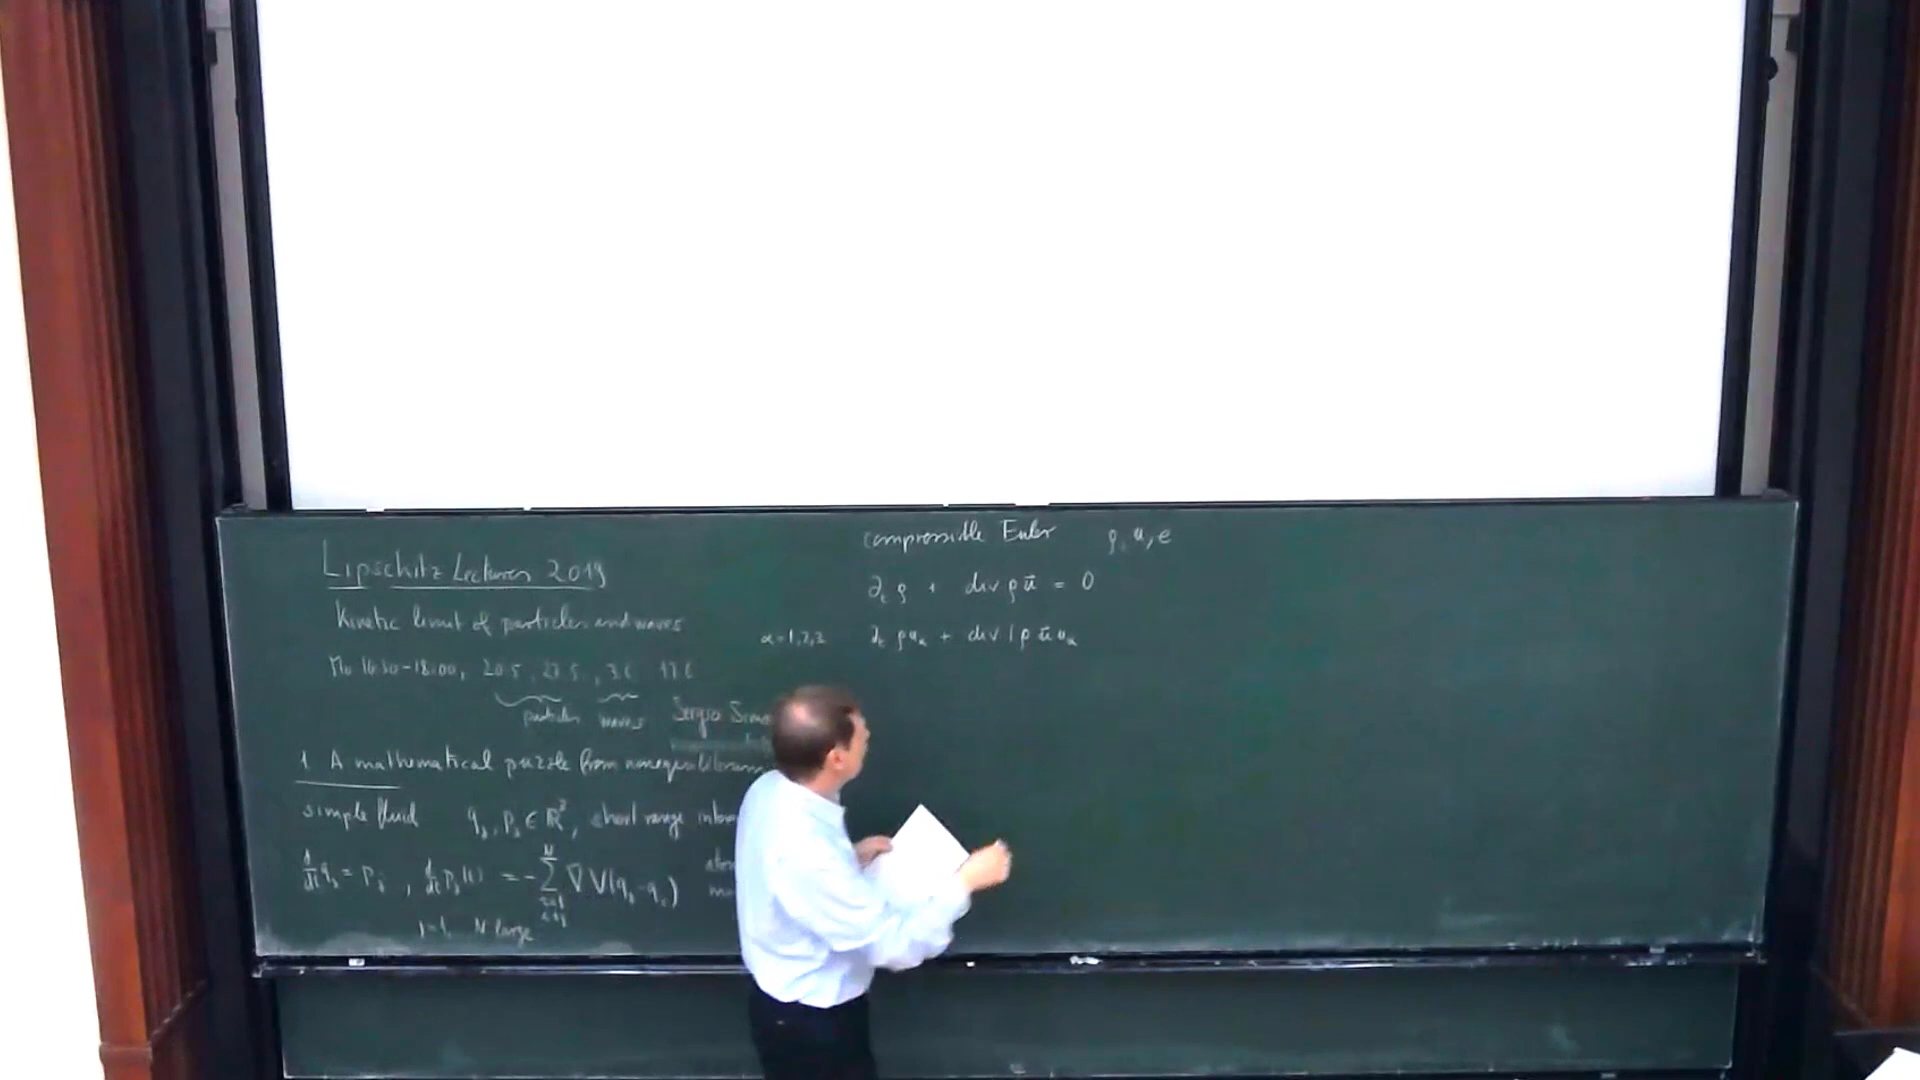 Lipschitz Lectures 2019
Kinetic limit of particles and waves
Mo 16:30-18:00, 20.5, 27.5, 3.6 17.6
particles waves Sergio
1 A mathematical puzzle from nonequilibrium
simple fluid q_j, p_j ∈ ℝ³, short range
d/dt q_j = p_j, d/dt p_j(t) = -∑_{i=1, i≠j}^N ∇V(q_j - q_i)
N large
compressible Euler ρ, u, e
∂_t ρ + div ρ u⃗ = 0
α=1,2,3 ∂_t ρu_α + div(ρ u⃗ u_α